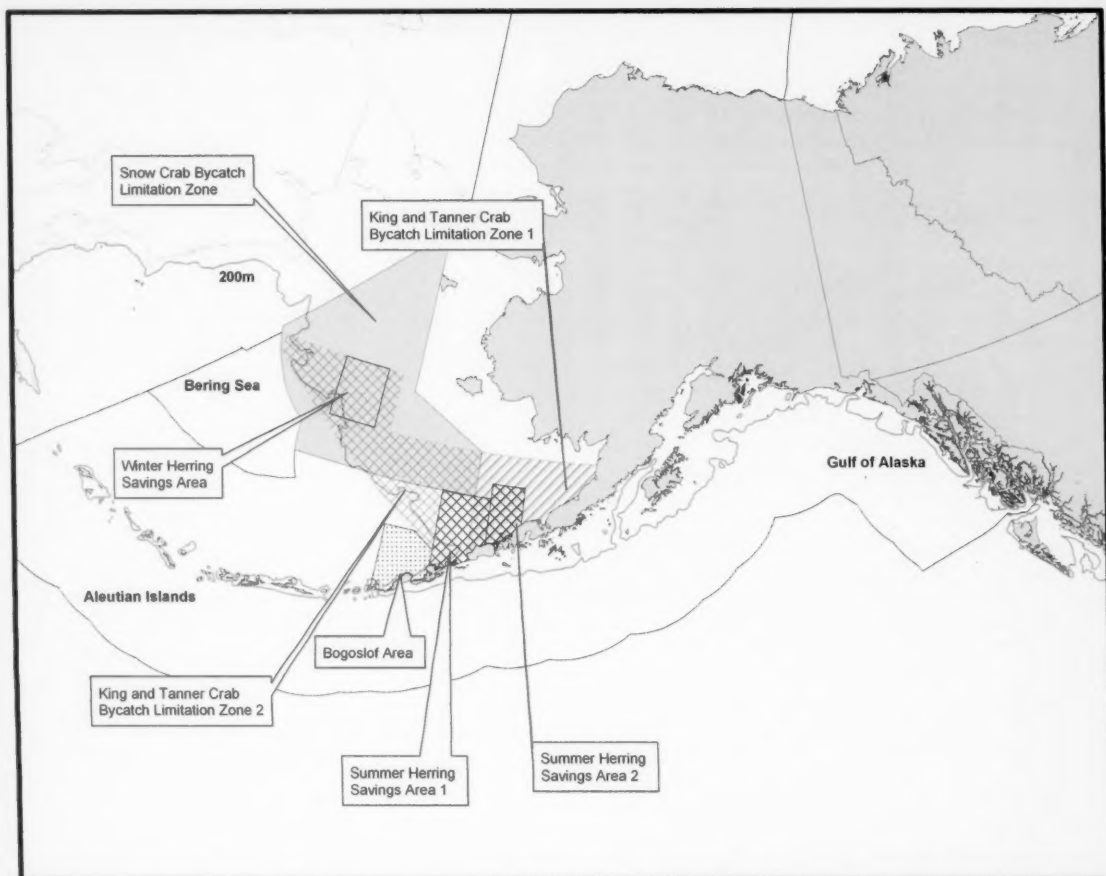 Snow Crab Bycatch
Limitation Zone
King and Tanner Crab
Bycatch Limitation Zone 1
200m
Bering Sea
Winter Herring
Savings Area
Gulf of Alaska
Aleutian Islands
Bogoslof Area
King and Tanner Crab
Bycatch Limitation Zone 2
Summer Herring
Savings Area 1
Summer Herring
Savings Area 2